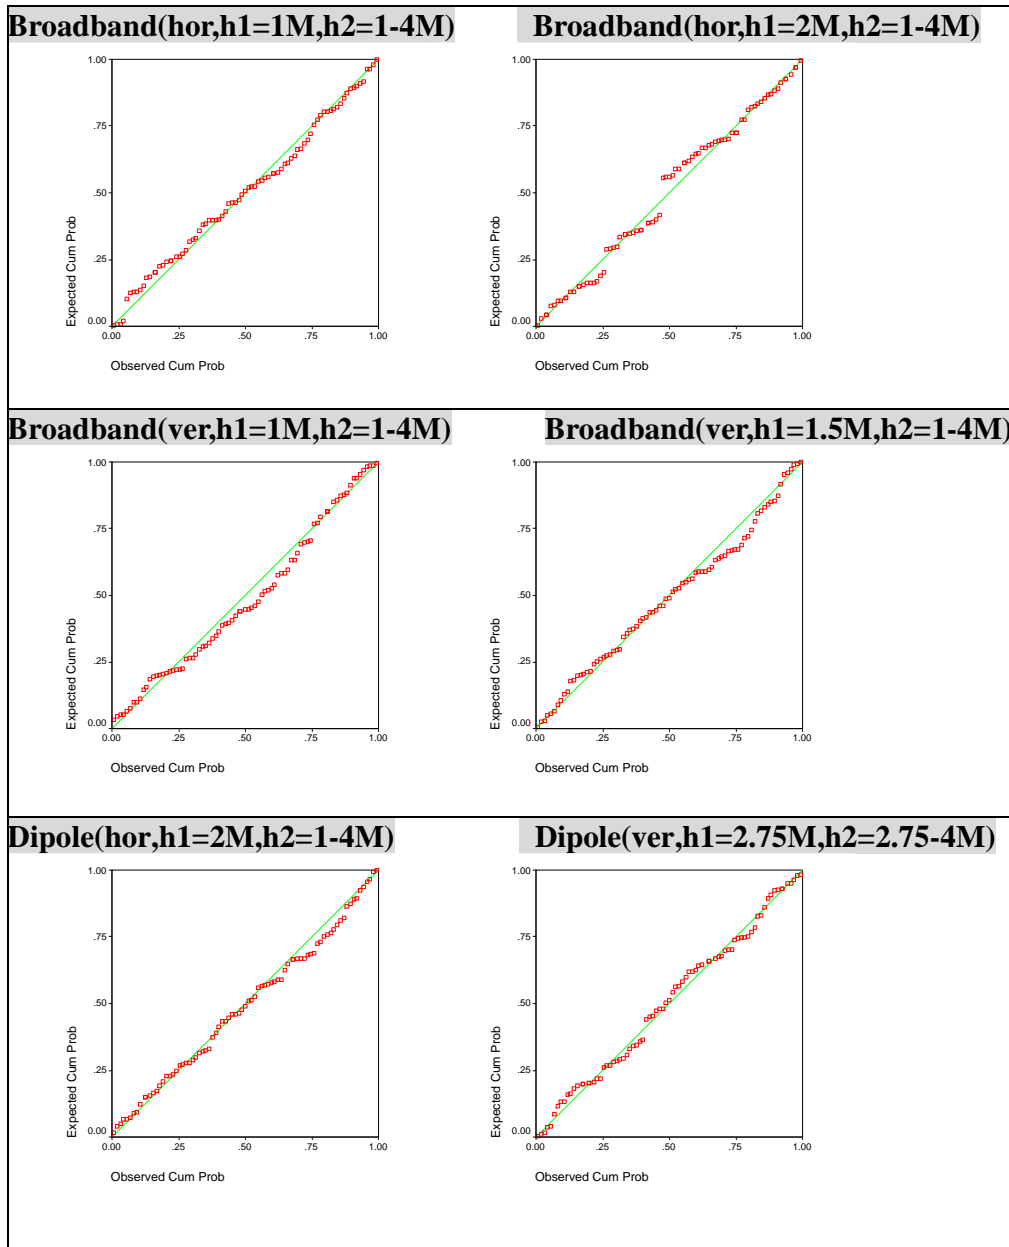 Broadband(hor,h1=1M,h2=1-4M)
1.00
.75
.50
.25
0.00
Expected Cum Prob
0.00 .25 .50 .75 1.00
Observed Cum Prob
Broadband(hor,h1=2M,h2=1-4M)
1.00
.75
.50
.25
0.00
Expected Cum Prob
0.00 .25 .50 .75 1.00
Observed Cum Prob
Broadband(ver,h1=1M,h2=1-4M)
1.00
.75
.50
.25
0.00
Expected Cum Prob
0.00 .25 .50 .75 1.00
Observed Cum Prob
Broadband(ver,h1=1.5M,h2=1-4M)
1.00
.75
.50
.25
0.00
Expected Cum Prob
0.00 .25 .50 .75 1.00
Observed Cum Prob
Dipole(hor,h1=2M,h2=1-4M)
1.00
.75
.50
.25
0.00
Expected Cum Prob
0.00 .25 .50 .75 1.00
Observed Cum Prob
Dipole(ver,h1=2.75M,h2=2.75-4M)
1.00
.75
.50
.25
0.00
Expected Cum Prob
0.00 .25 .50 .75 1.00
Observed Cum Prob